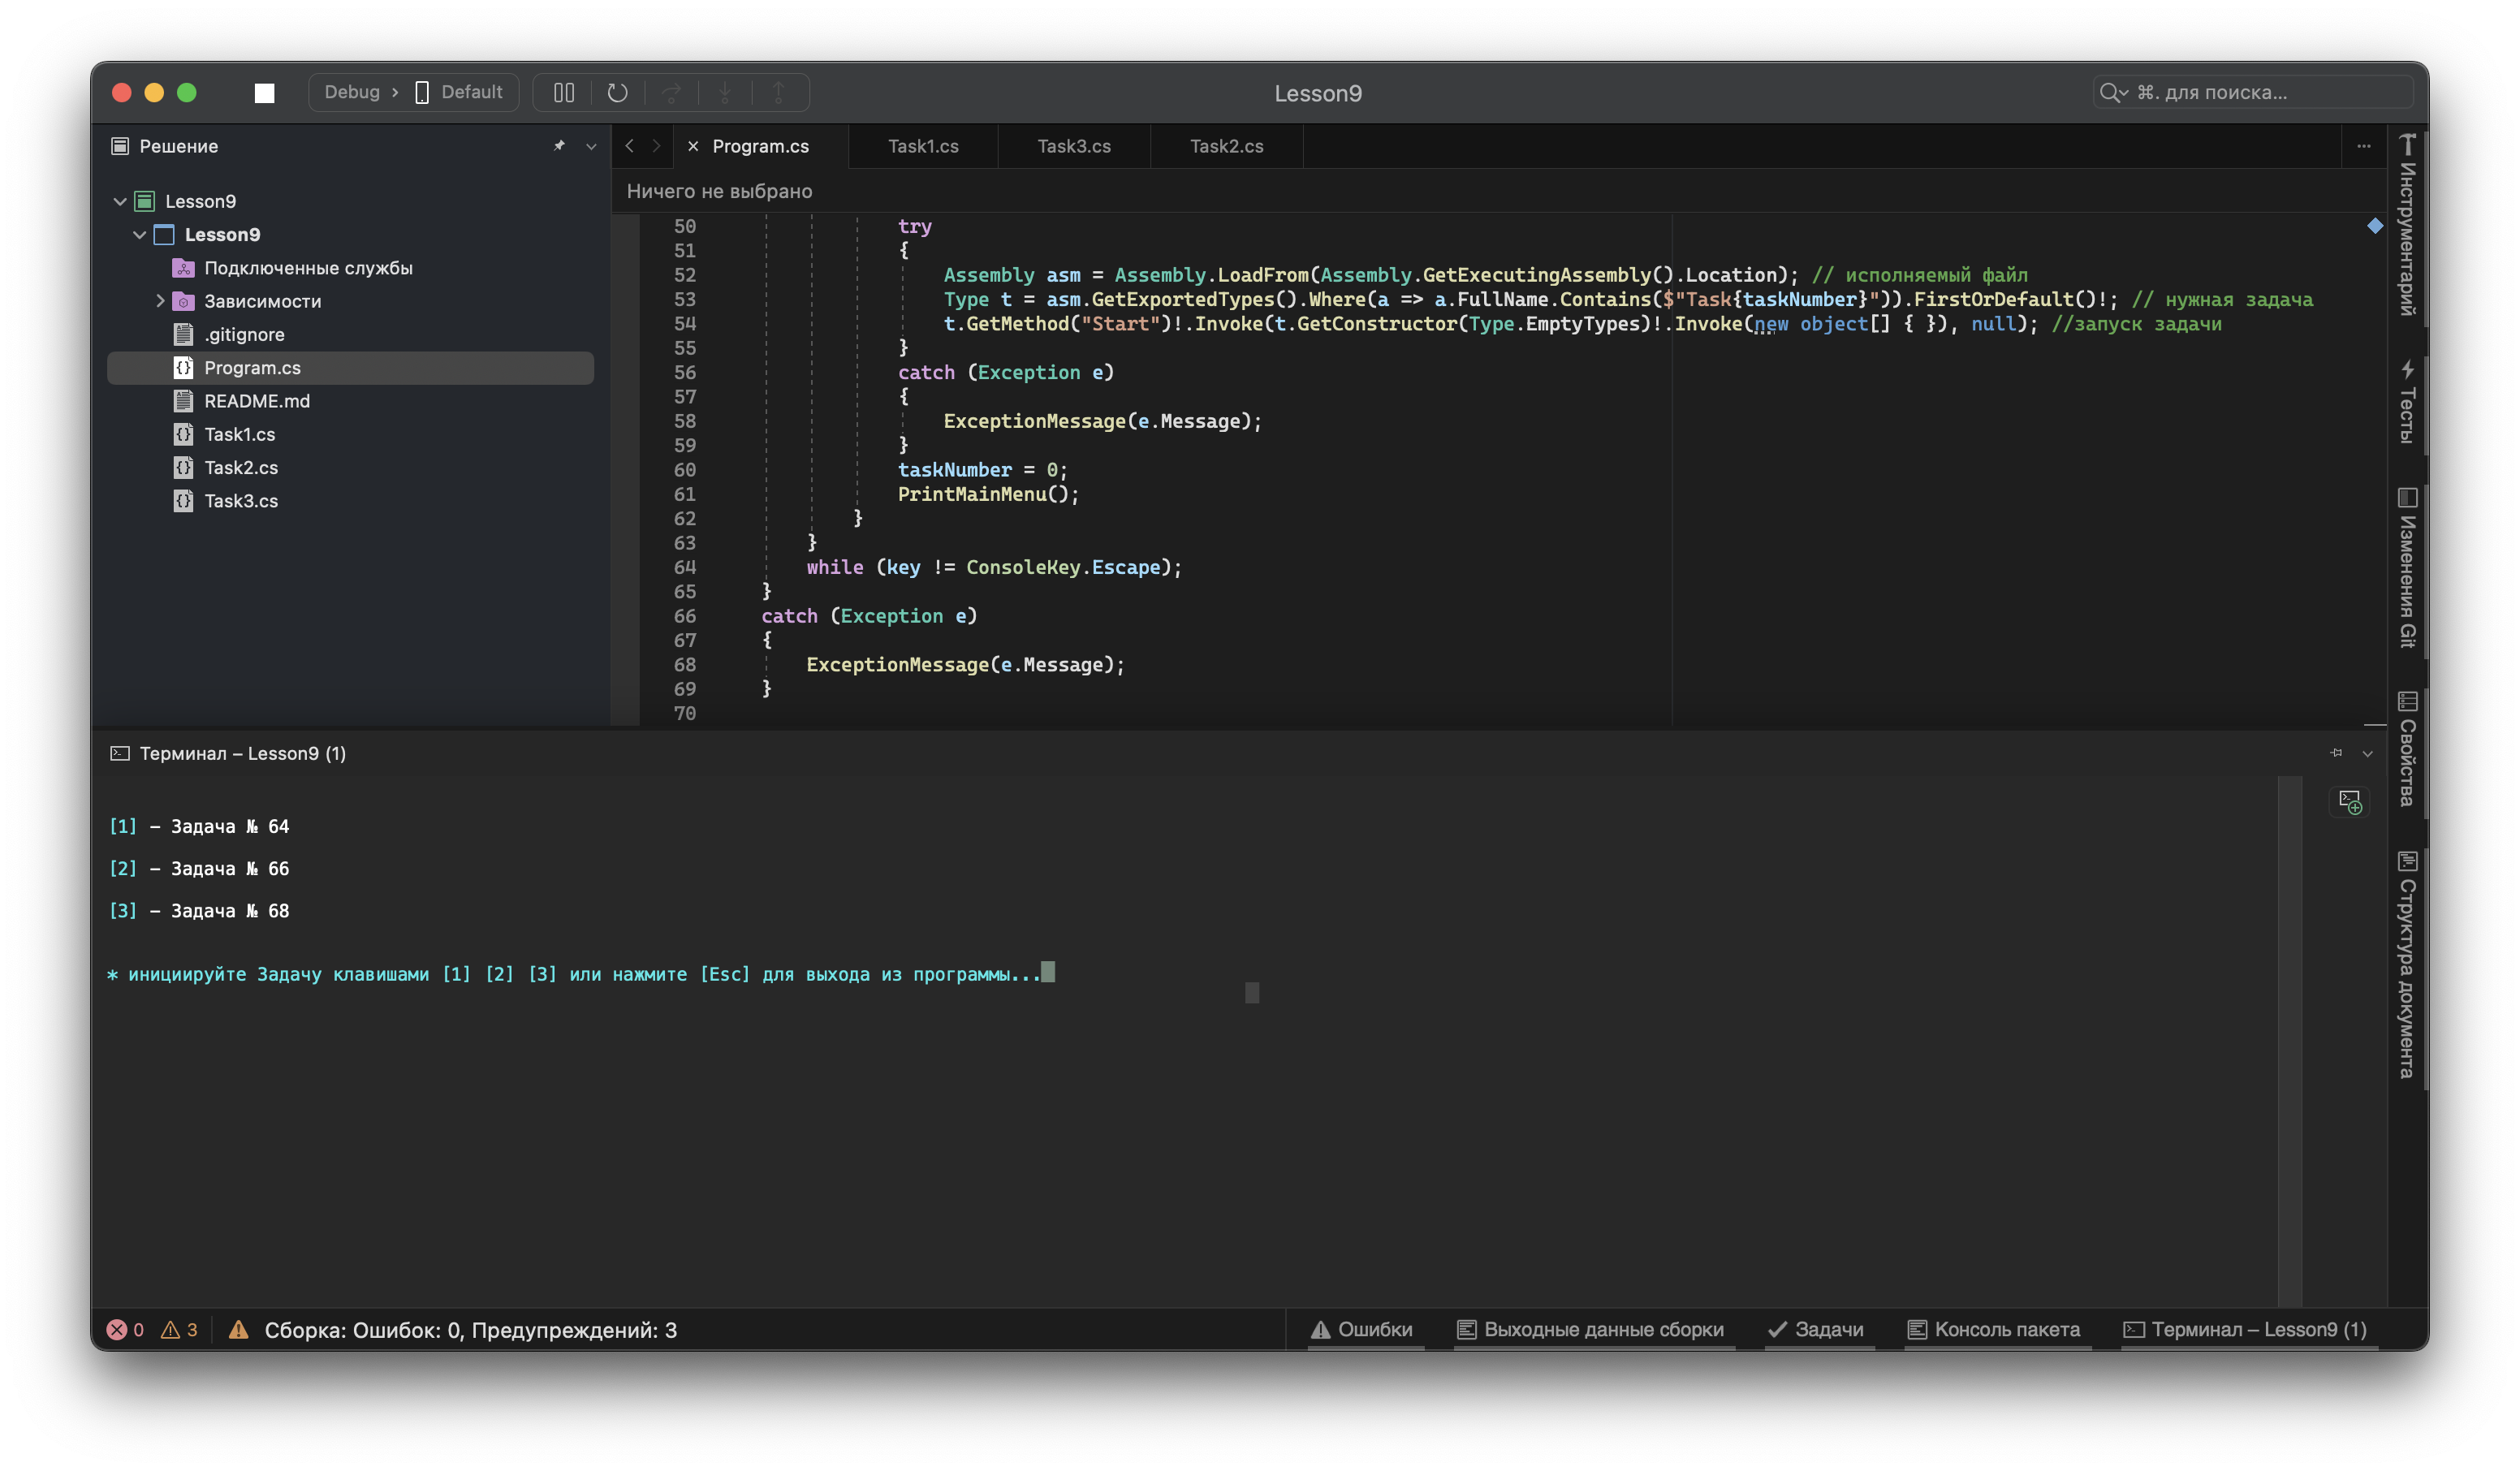 Debug › Default
Lesson9
⌘. для поиска...
Решение
Lesson9
Lesson9
Подключенные службы
Зависимости
.gitignore
Program.cs
README.md
Task1.cs
Task2.cs
Task3.cs
Program.cs
Task1.cs
Task3.cs
Task2.cs
Ничего не выбрано
50 try
51 {
52 Assembly asm = Assembly.LoadFrom(Assembly.GetExecutingAssembly().Location); // исполняемый файл
53 Type t = asm.GetExportedTypes().Where(a => a.FullName.Contains($"Task{taskNumber}")).FirstOrDefault()!; // нужная задача
54 t.GetMethod("Start")!.Invoke(t.GetConstructor(Type.EmptyTypes)!.Invoke(new object[] { }), null); //запуск задачи
55 }
56 catch (Exception e)
57 {
58 ExceptionMessage(e.Message);
59 }
60 taskNumber = 0;
61 PrintMainMenu();
62 }
63 }
64 while (key != ConsoleKey.Escape);
65 }
66 catch (Exception e)
67 {
68 ExceptionMessage(e.Message);
69 }
70
Инструментарий
Тесты
Изменения Git
Свойства
Структура документа
Терминал – Lesson9 (1)
[1] – Задача № 64
[2] – Задача № 66
[3] – Задача № 68
* инициируйте Задачу клавишами [1] [2] [3] или нажмите [Esc] для выхода из программы...
0 3 Сборка: Ошибок: 0, Предупреждений: 3
Ошибки
Выходные данные сборки
Задачи
Консоль пакета
Терминал – Lesson9 (1)